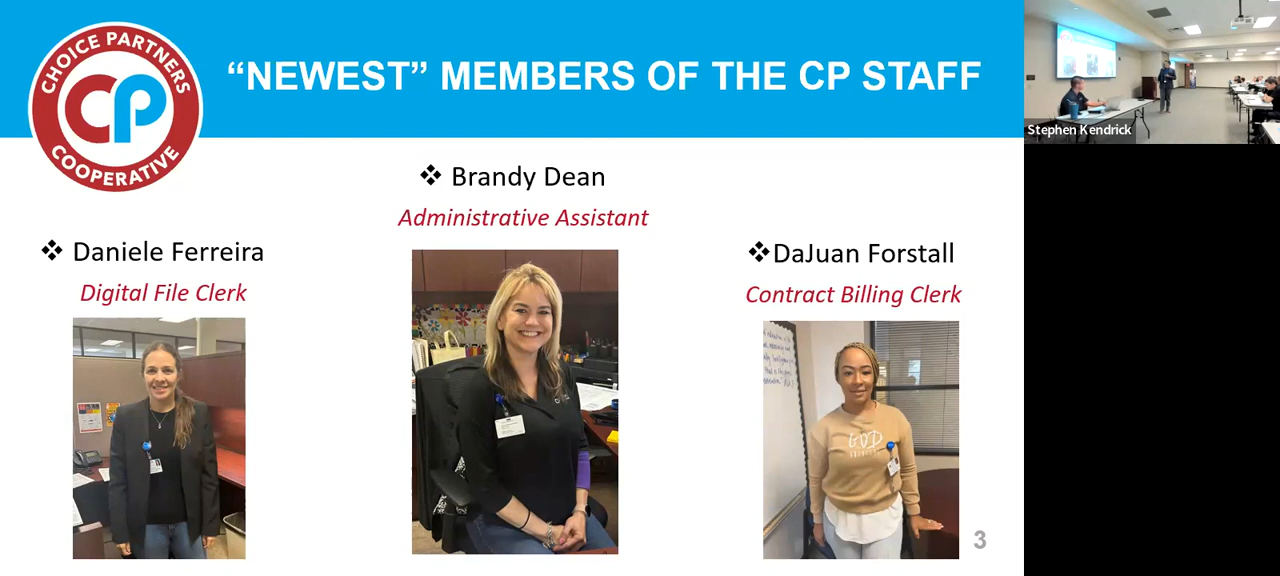 CHOICE PARTNERS
CP
COOPERATIVE
“NEWEST” MEMBERS OF THE CP STAFF
❖ Brandy Dean
Administrative Assistant
❖ Daniele Ferreira
Digital File Clerk
❖DaJuan Forstall
Contract Billing Clerk
GOD
3
Stephen Kendrick